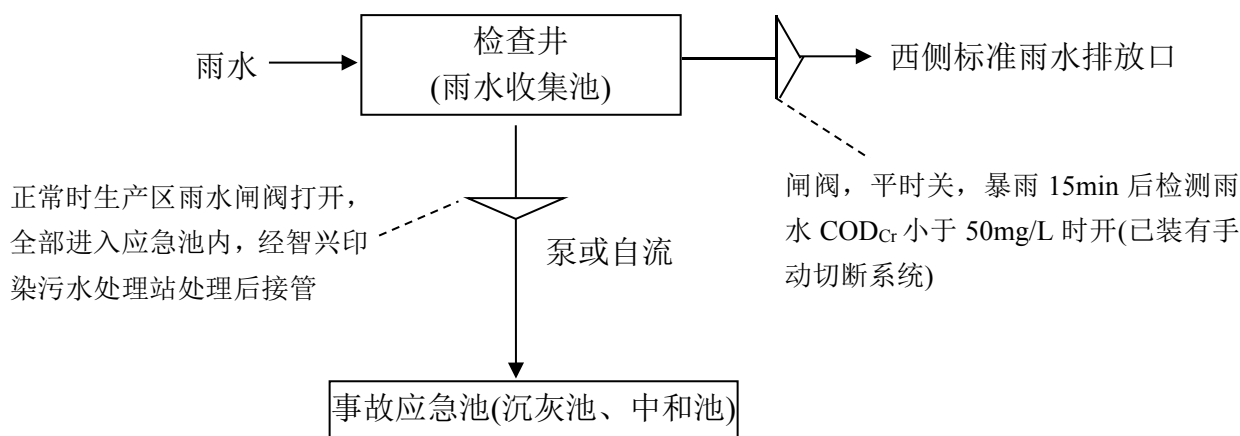 检查井
(雨水收集池)
雨水
西侧标准雨水排放口
正常时生产区雨水闸阀打开，
全部进入应急池内，经智兴印
染污水处理站处理后接管
泵或自流
闸阀，平时关，暴雨 15min 后检测雨
水 CODCr 小于 50mg/L 时开(已装有手
动切断系统)
事故应急池(沉灰池、中和池)